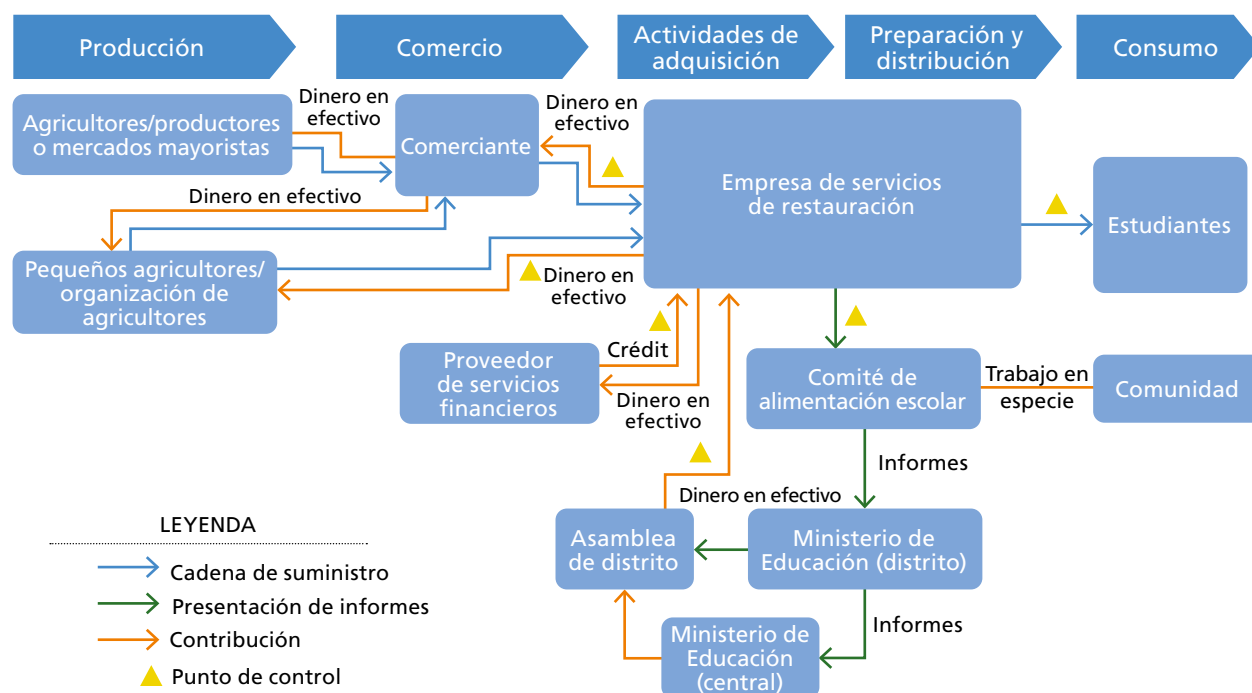 Producción
Comercio
Actividades de
adquisición
Preparación y
distribución
Consumo
Agricultores/productores
o mercados mayoristas
Dinero en
efectivo
Comerciante
Dinero en
efectivo
Empresa de servicios
de restauración
Estudiantes
Dinero en efectivo
Pequeños agricultores/
organización de
agricultores
Dinero en
efectivo
Proveedor
de servicios
financieros
Crédit
Dinero en
efectivo
Comité de
alimentación escolar
Trabajo en
especie
Comunidad
Informes
Dinero en efectivo
Asamblea
de distrito
Ministerio de
Educación (distrito)
Informes
Ministerio de
Educación
(central)
LEYENDA
Cadena de suministro
Presentación de informes
Contribución
Punto de control